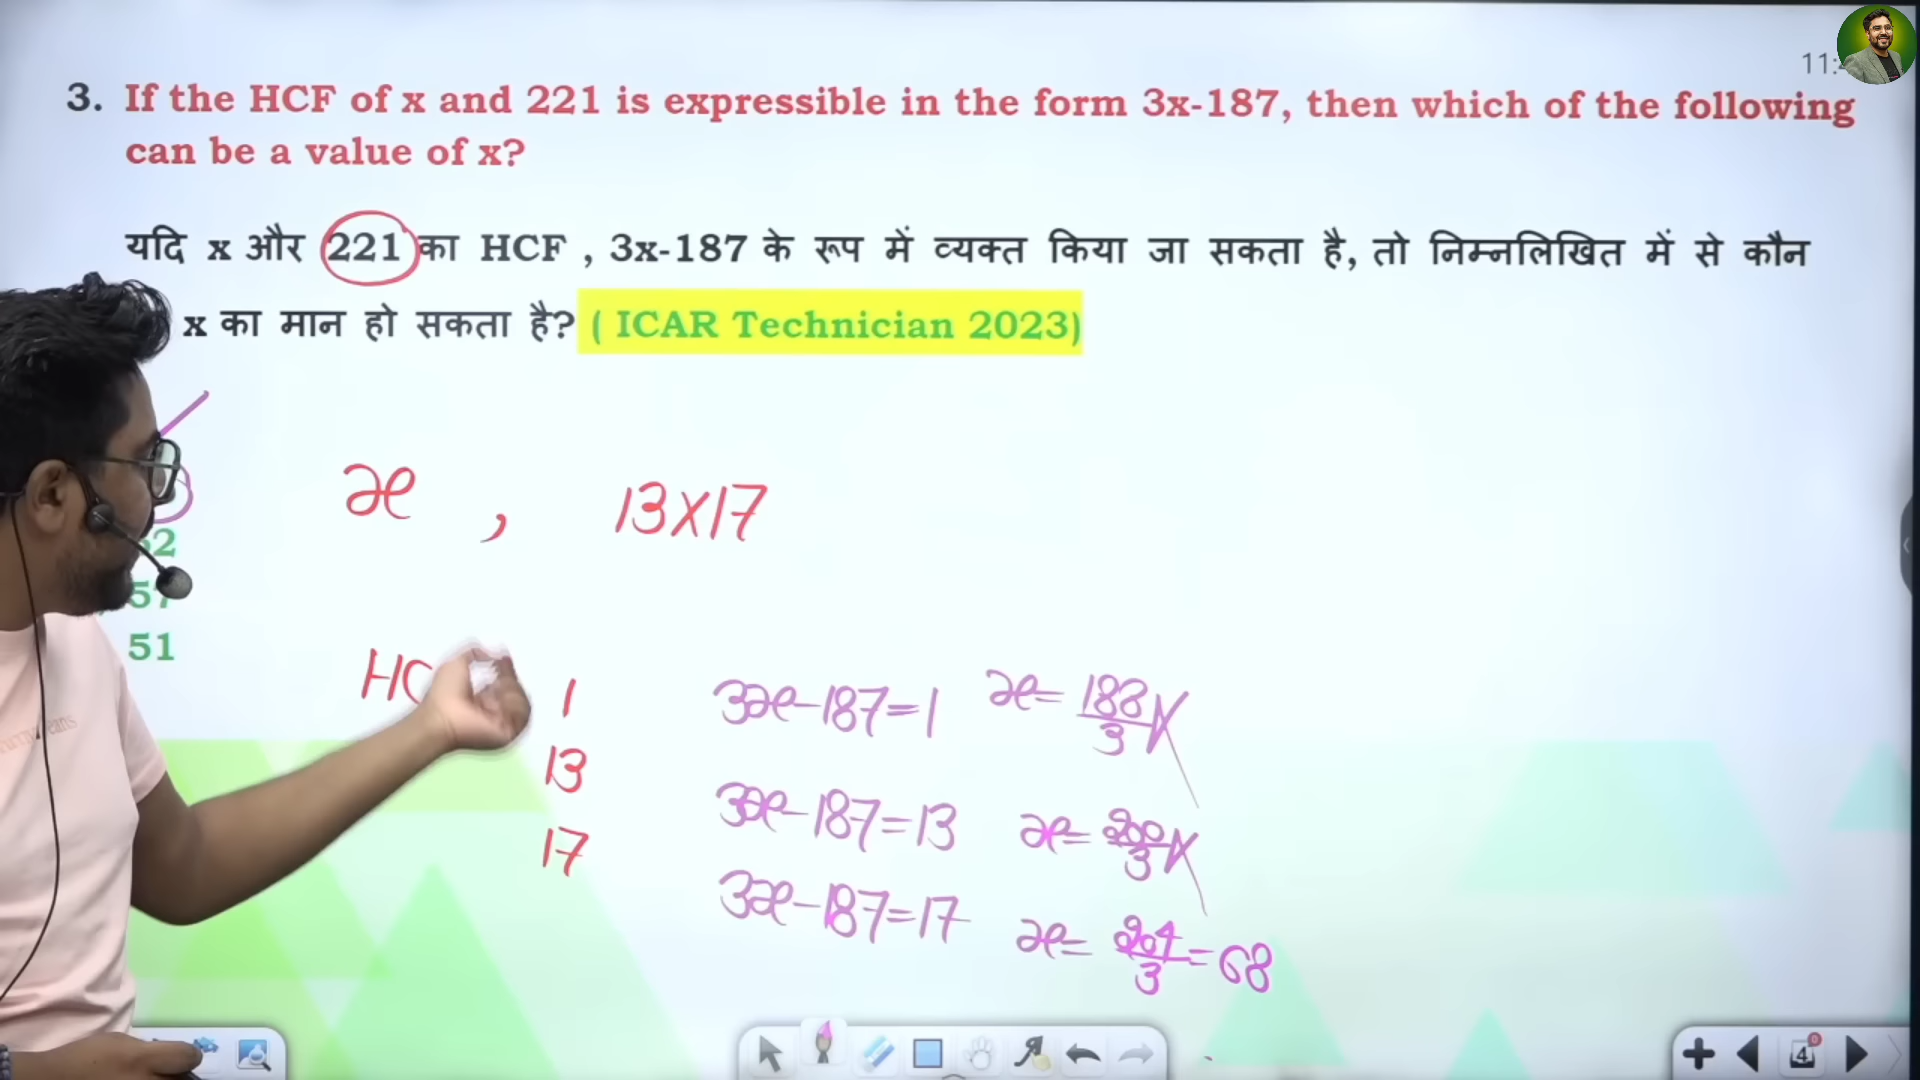 11:
3. If the HCF of x and 221 is expressible in the form 3x-187, then which of the following
can be a value of x?
यदि x और 221 का HCF , 3x-187 के रूप में व्यक्त किया जा सकता है, तो निम्नलिखित में से कौन
x का मान हो सकता है? ( ICAR Technician 2023)
x , 13x17
51
HC
1 3x-187=1 x=188/3
13 3x-187=13 x=200/3
17 3x-187=17 x=204/3=68
4